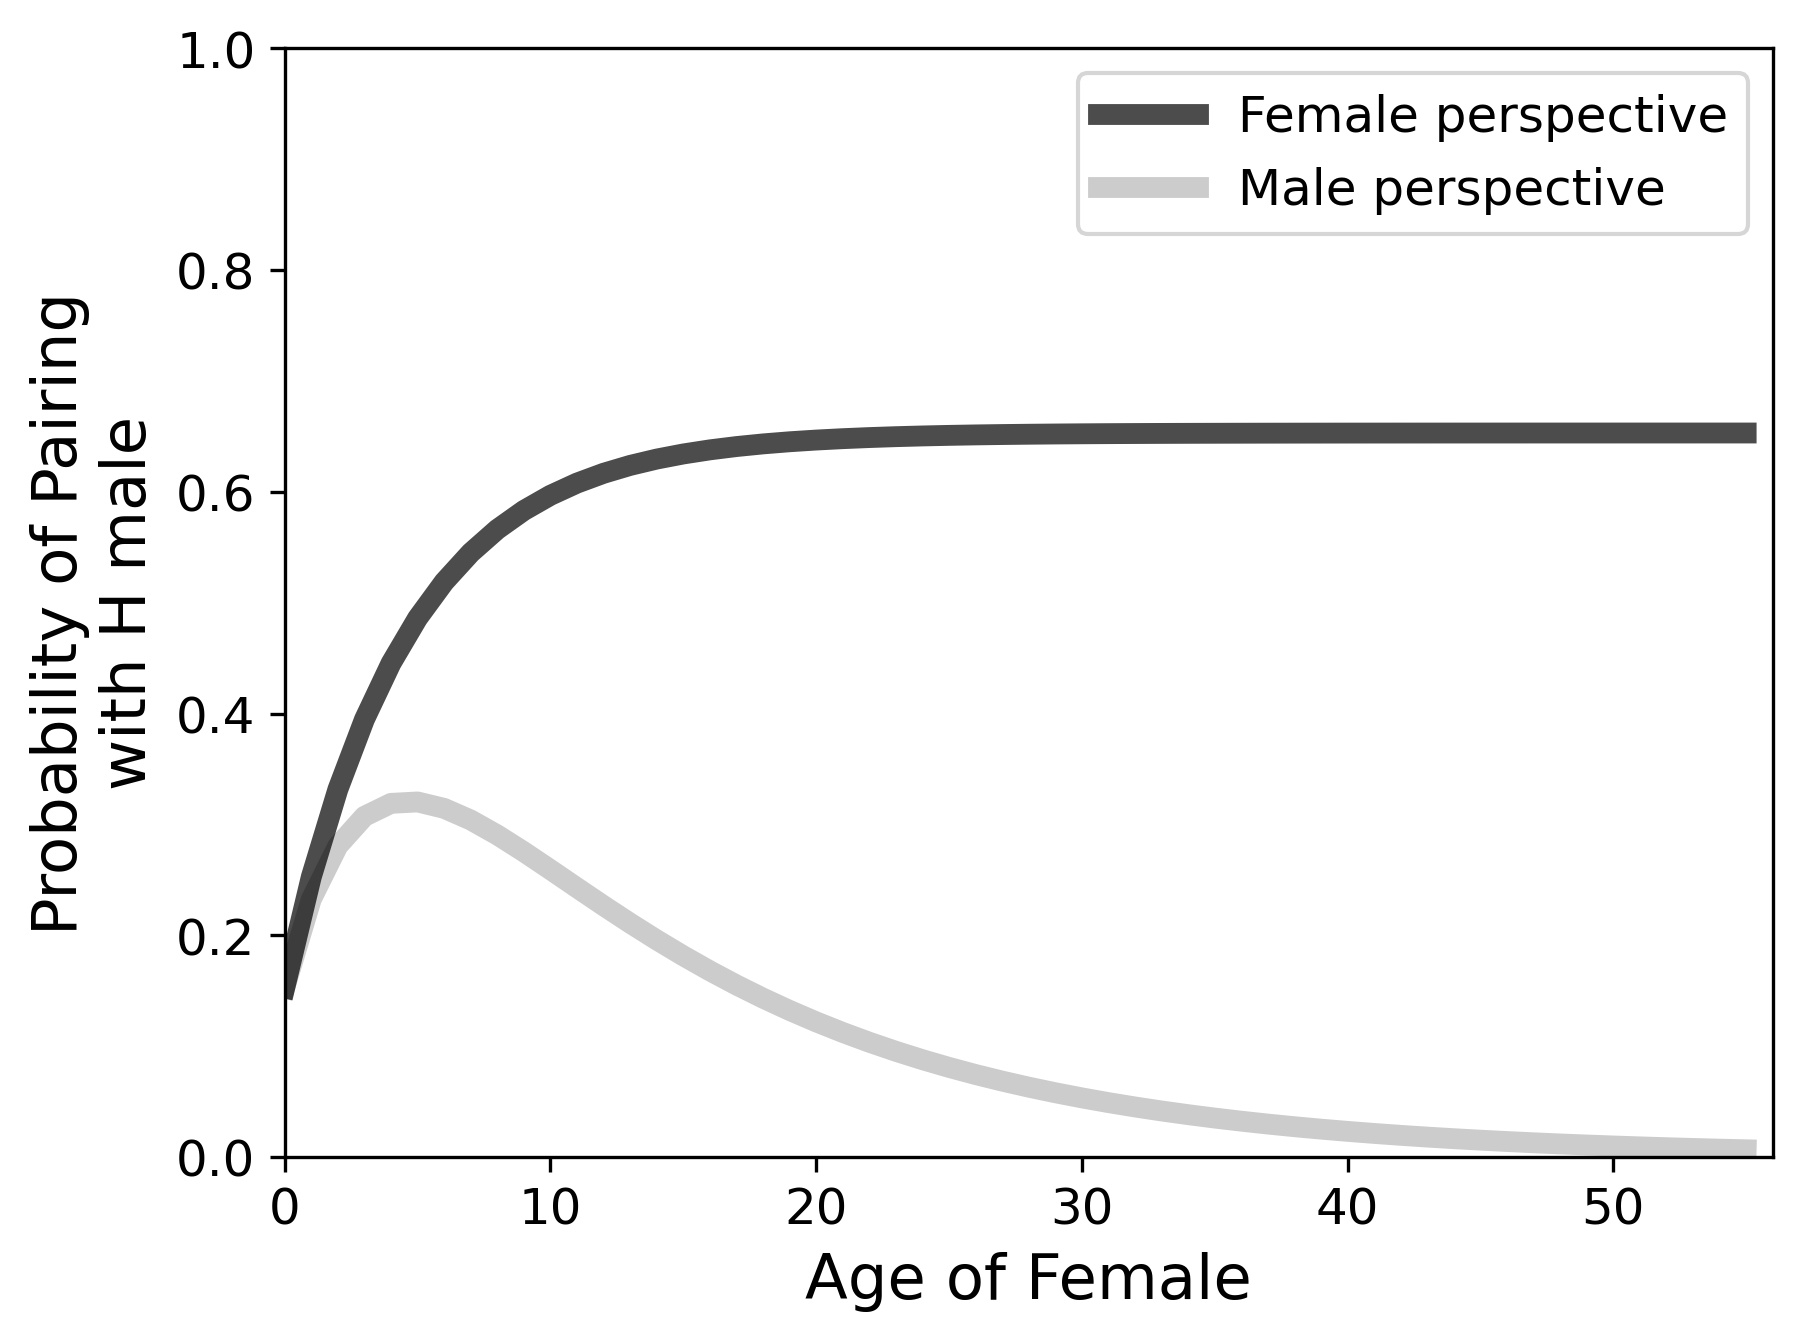 1.0
0.8
0.6
0.4
0.2
0.0
Probability of Pairing
with H male
Female perspective
Male perspective
0 10 20 30 40 50
Age of Female